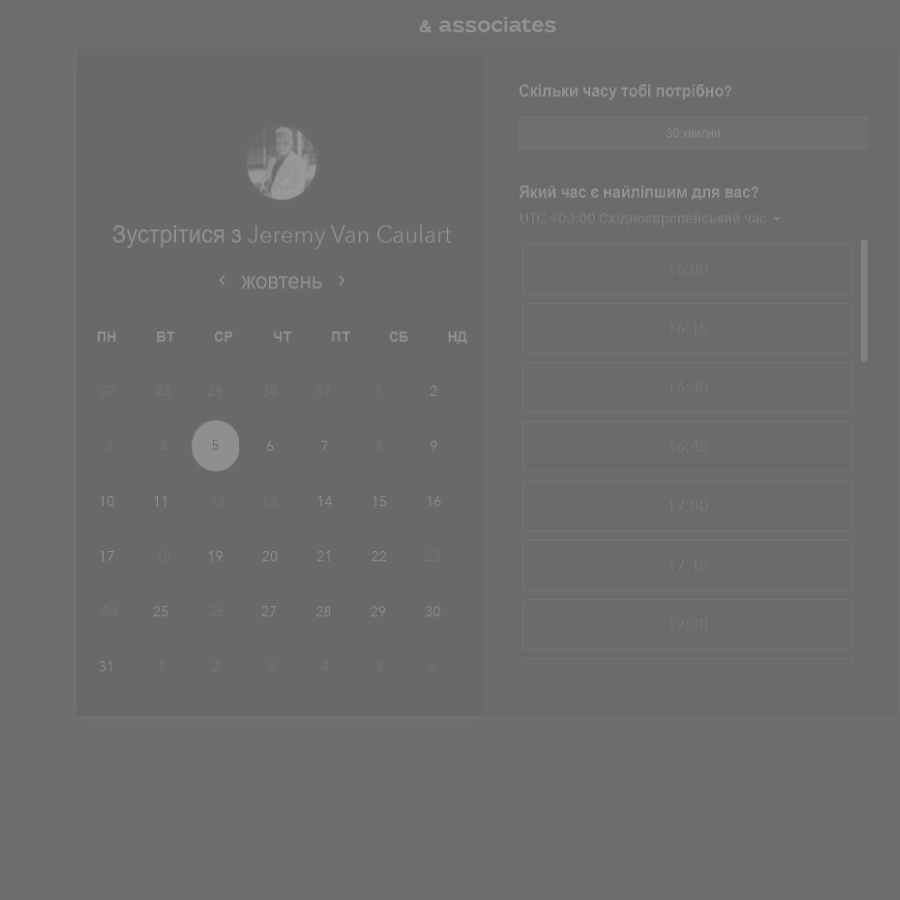 & associates
Зустрітися з Jeremy Van Caulart
жовтень
ПН ВТ СР ЧТ ПТ СБ НД
27 28 29 30 31 1 2
3 4 5 6 7 8 9
10 11 12 13 14 15 16
17 18 19 20 21 22 23
24 25 26 27 28 29 30
31 1 2 3 4 5 6
Скільки часу тобі потрібно?
30 хвилин
Який час є найліпшим для вас?
UTC +03:00 Східноєвропейський час
16:00
16:15
16:30
16:45
17:00
17:15
17:30